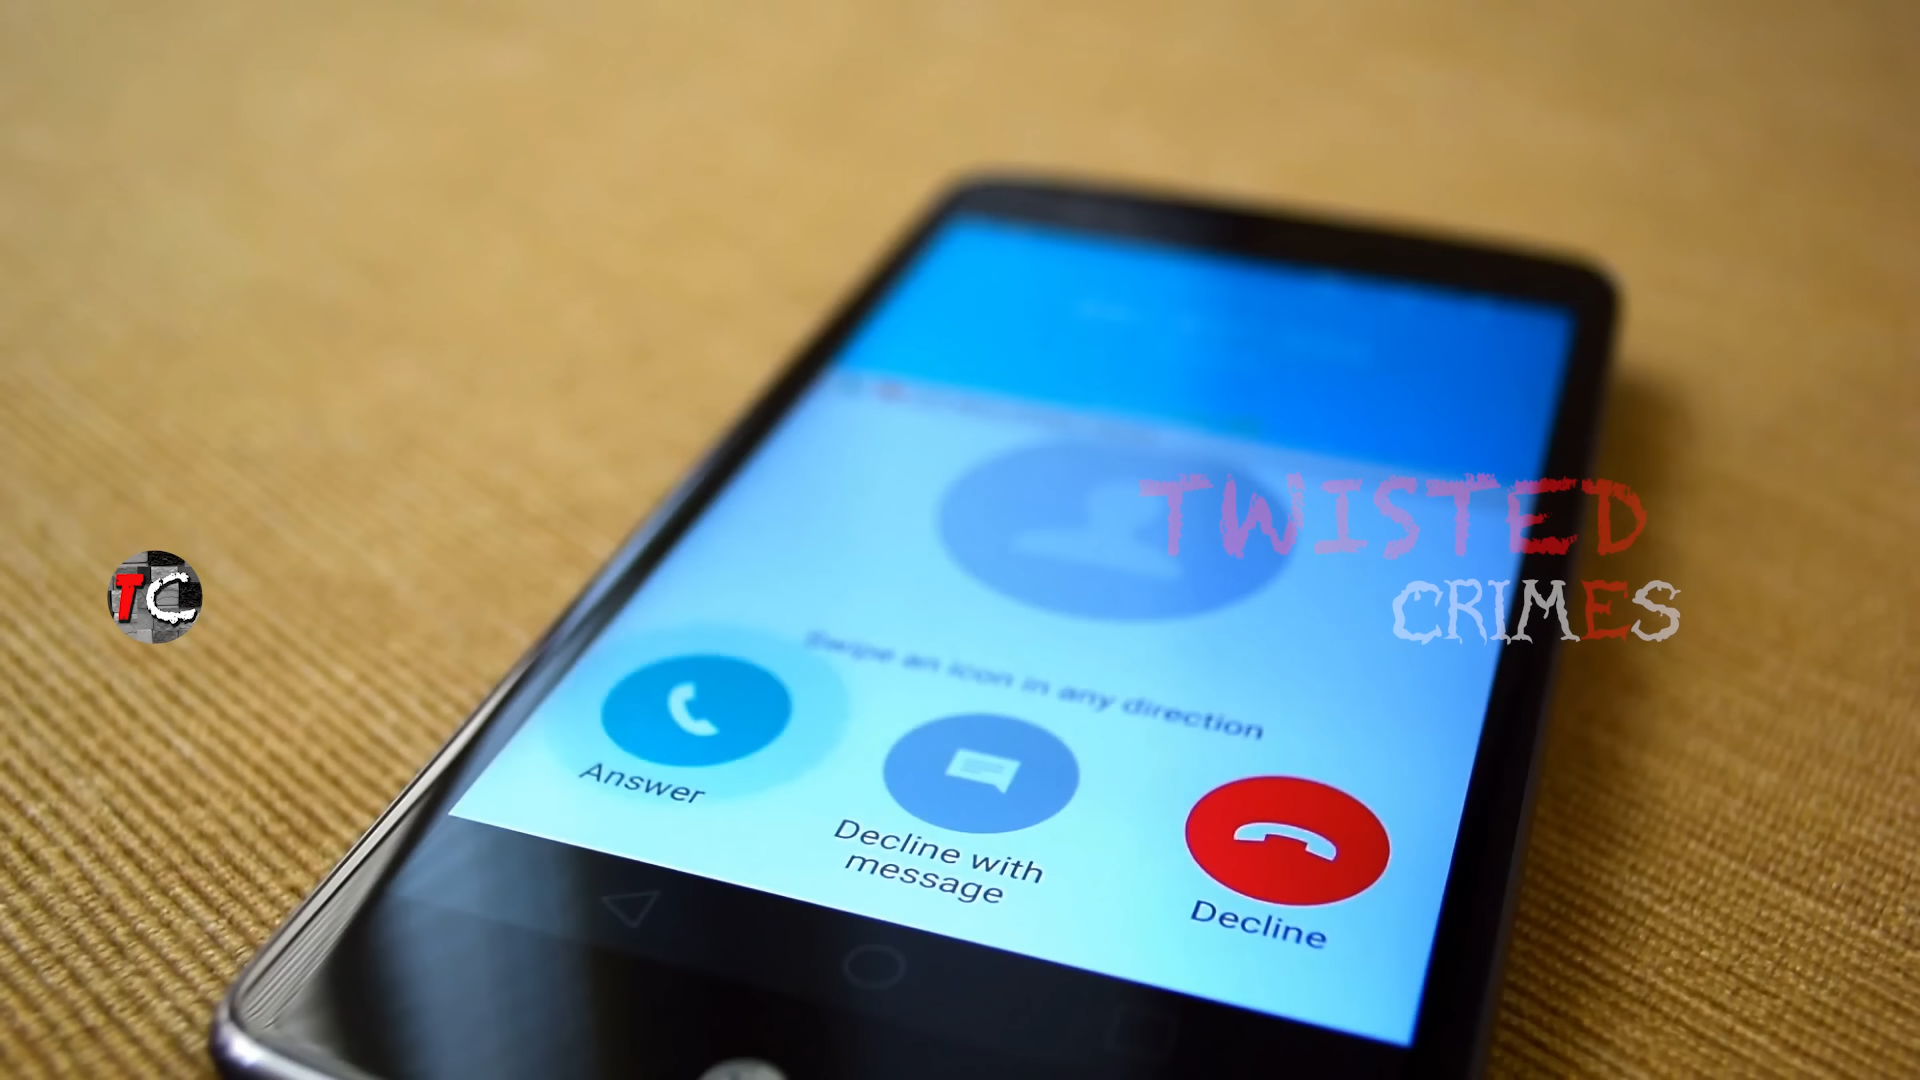 TWISTED
CRIMES
TC
Swipe an icon in any direction
Answer
Decline with
message
Decline